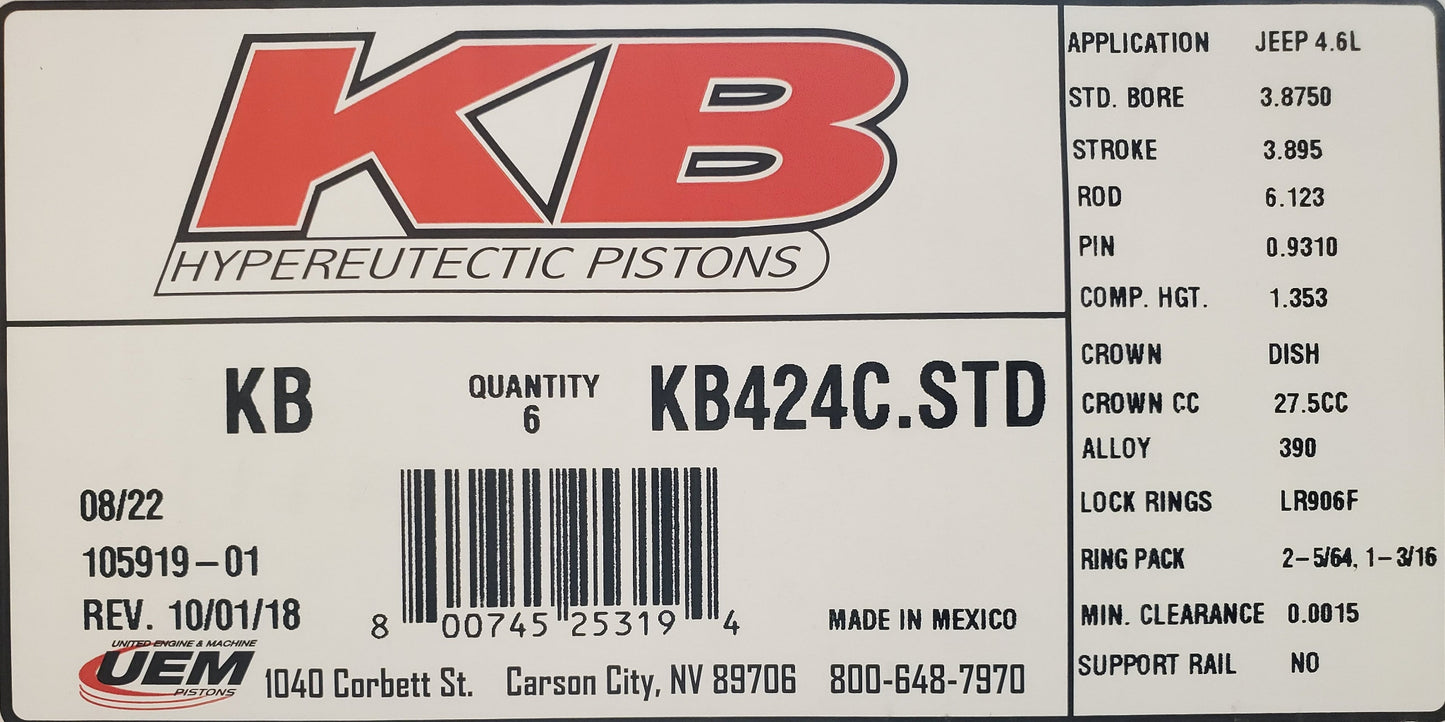 KB
HYPEREUTECTIC PISTONS
KB
QUANTITY
6
KB424C.STD
08/22
105919-01
REV. 10/01/18
8 00745 25319 4
MADE IN MEXICO
UNITED ENGINE & MACHINE
UEM
PISTONS
1040 Corbett St. Carson City, NV 89706 800-648-7970
APPLICATION JEEP 4.6L
STD. BORE 3.8750
STROKE 3.895
ROD 6.123
PIN 0.9310
COMP. HGT. 1.353
CROWN DISH
CROWN CC 27.5CC
ALLOY 390
LOCK RINGS LR906F
RING PACK 2-5/64, 1-3/16
MIN. CLEARANCE 0.0015
SUPPORT RAIL NO